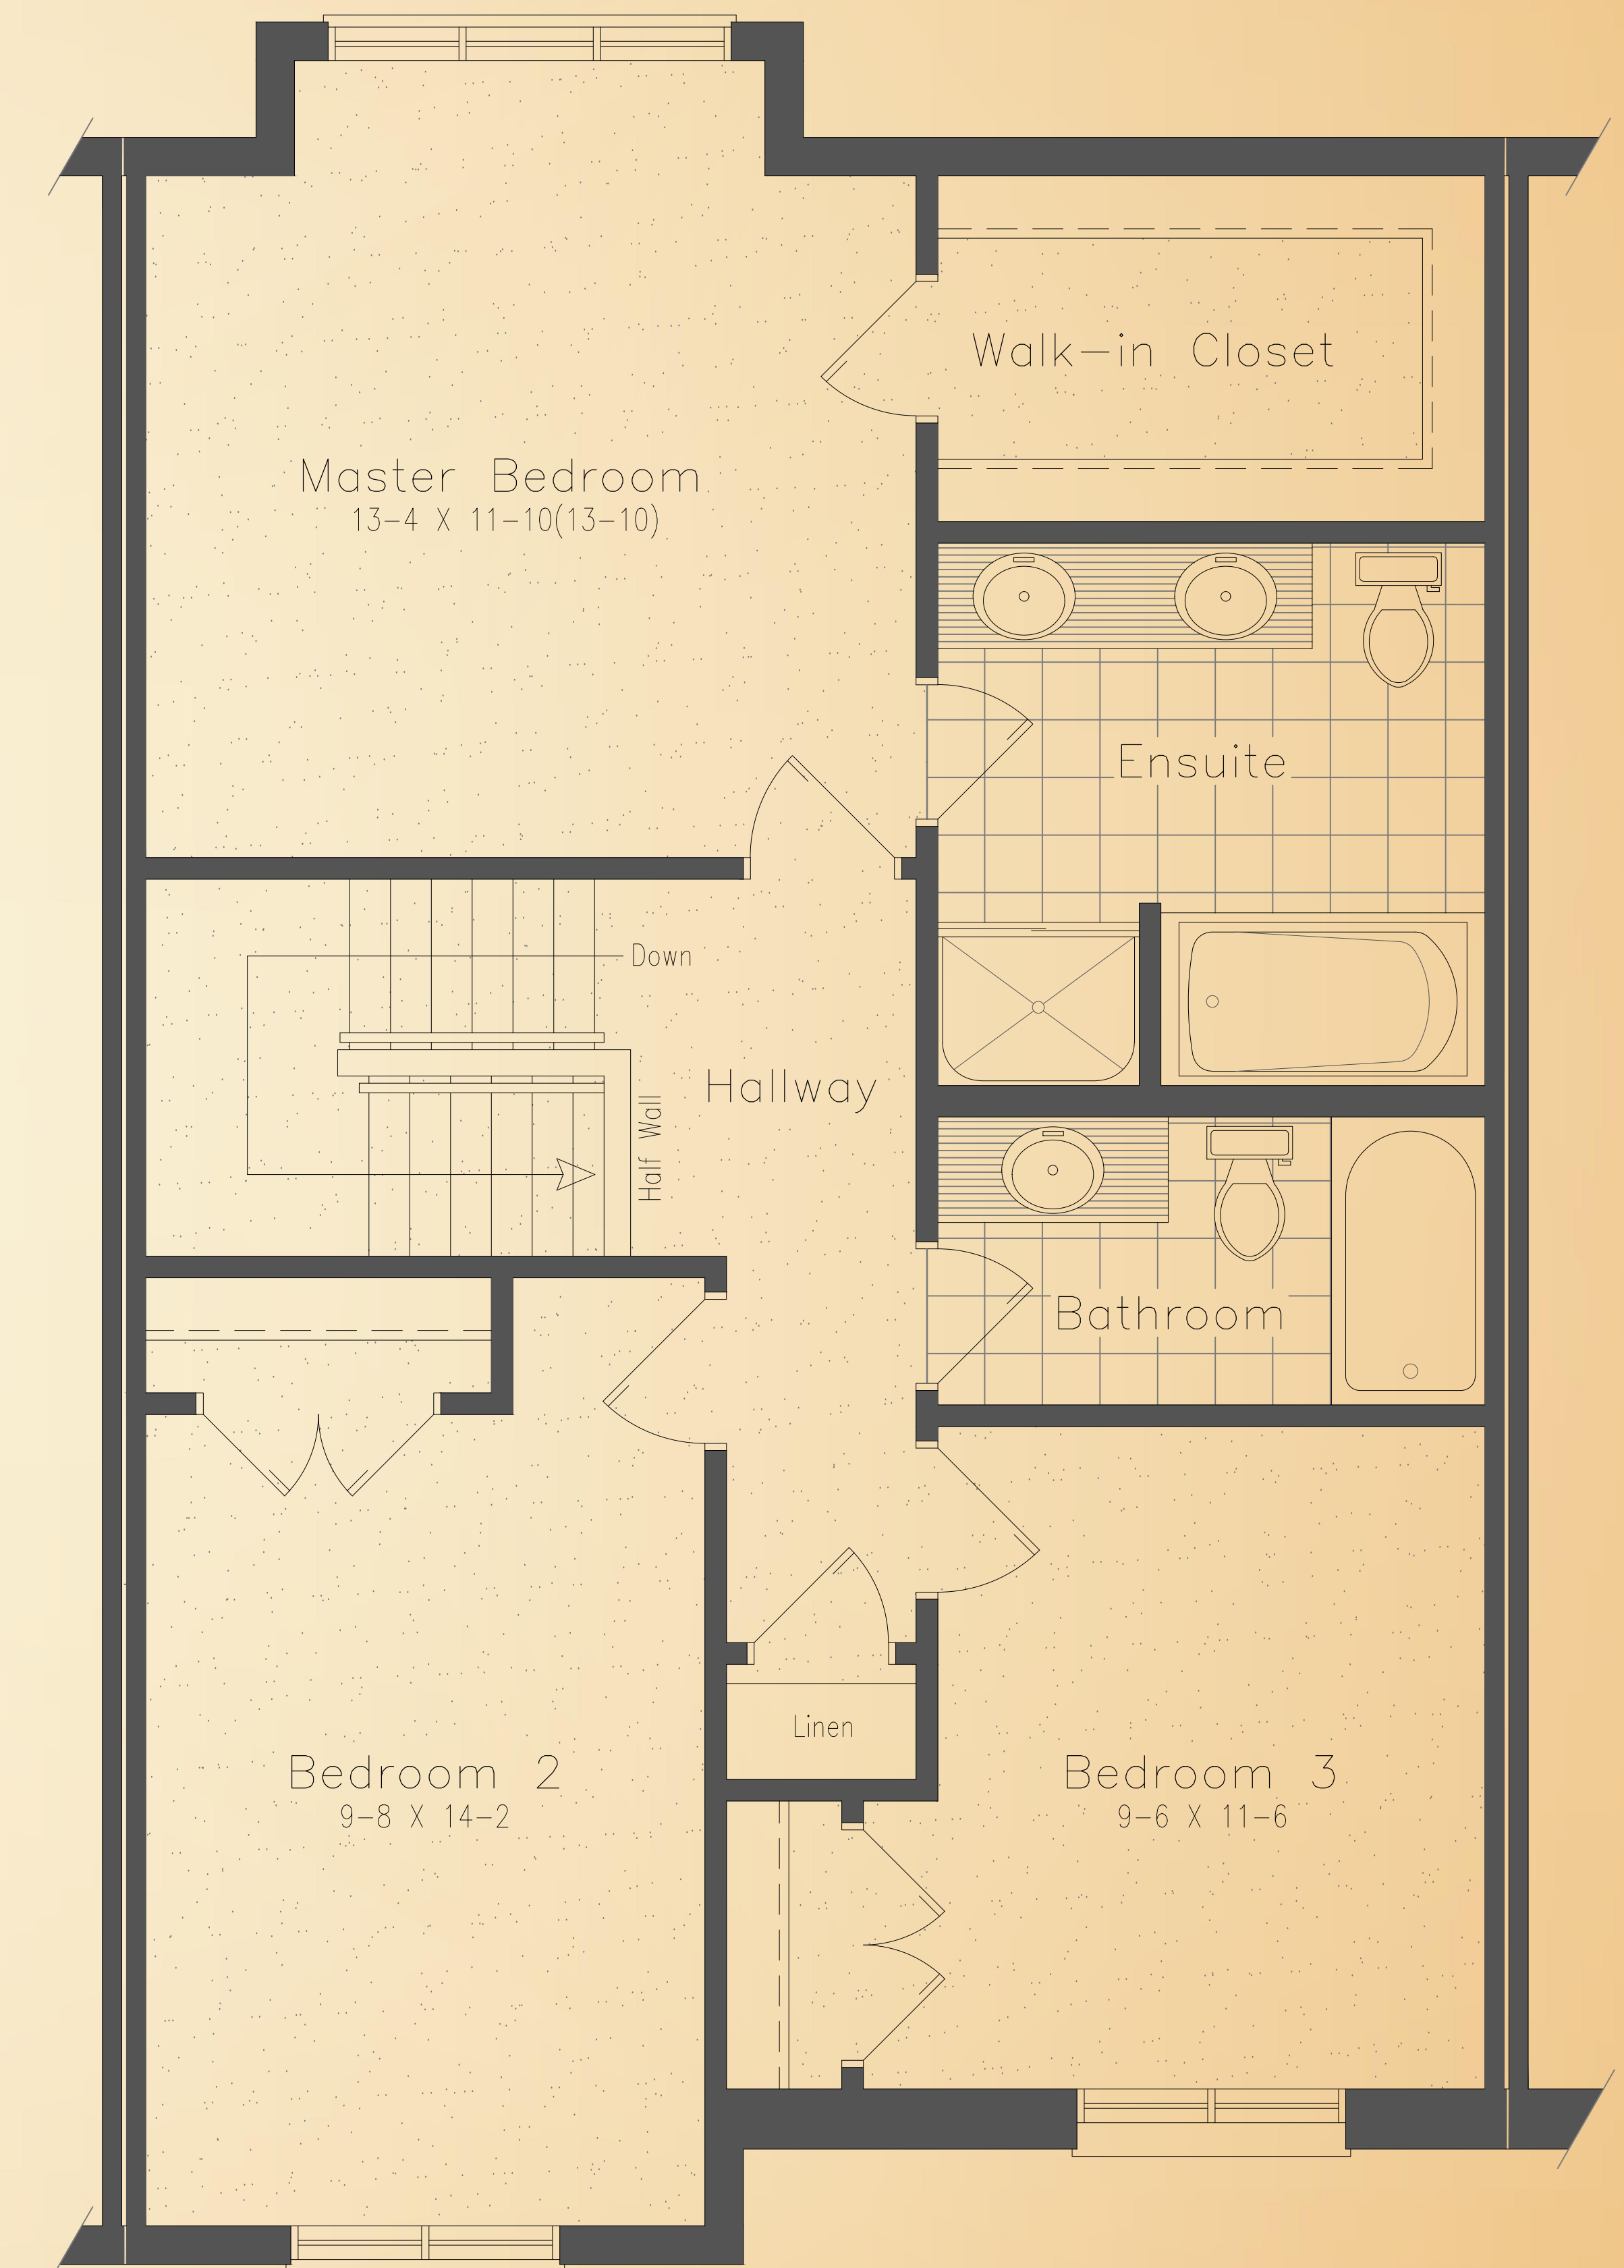 Walk-in Closet
Master Bedroom
13-4 X 11-10(13-10)
Ensuite
Down
Hallway
Half Wall
Bathroom
Linen
Bedroom 2
9-8 X 14-2
Bedroom 3
9-6 X 11-6